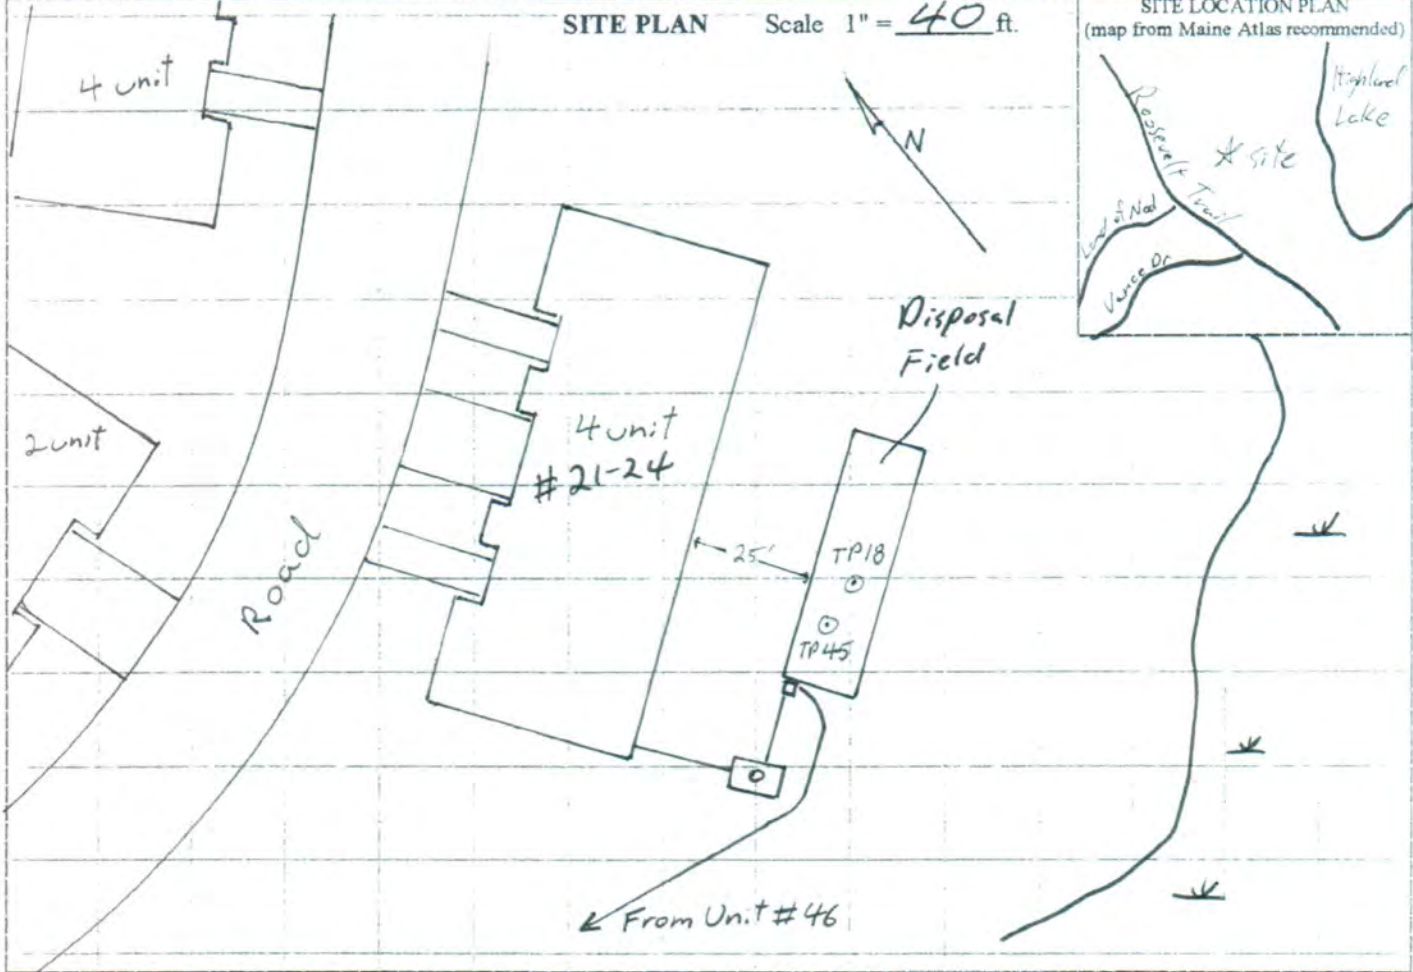 SITE PLAN Scale 1" = 40 ft.
SITE LOCATION PLAN
(map from Maine Atlas recommended)
Highland
Lake
Roosevelt Trail
site
Land of Nod
Vance Dr
4 unit
N
Disposal
Field
2 unit
4 unit
#21-24
25'
TP18
TP45
Road
From Unit #46